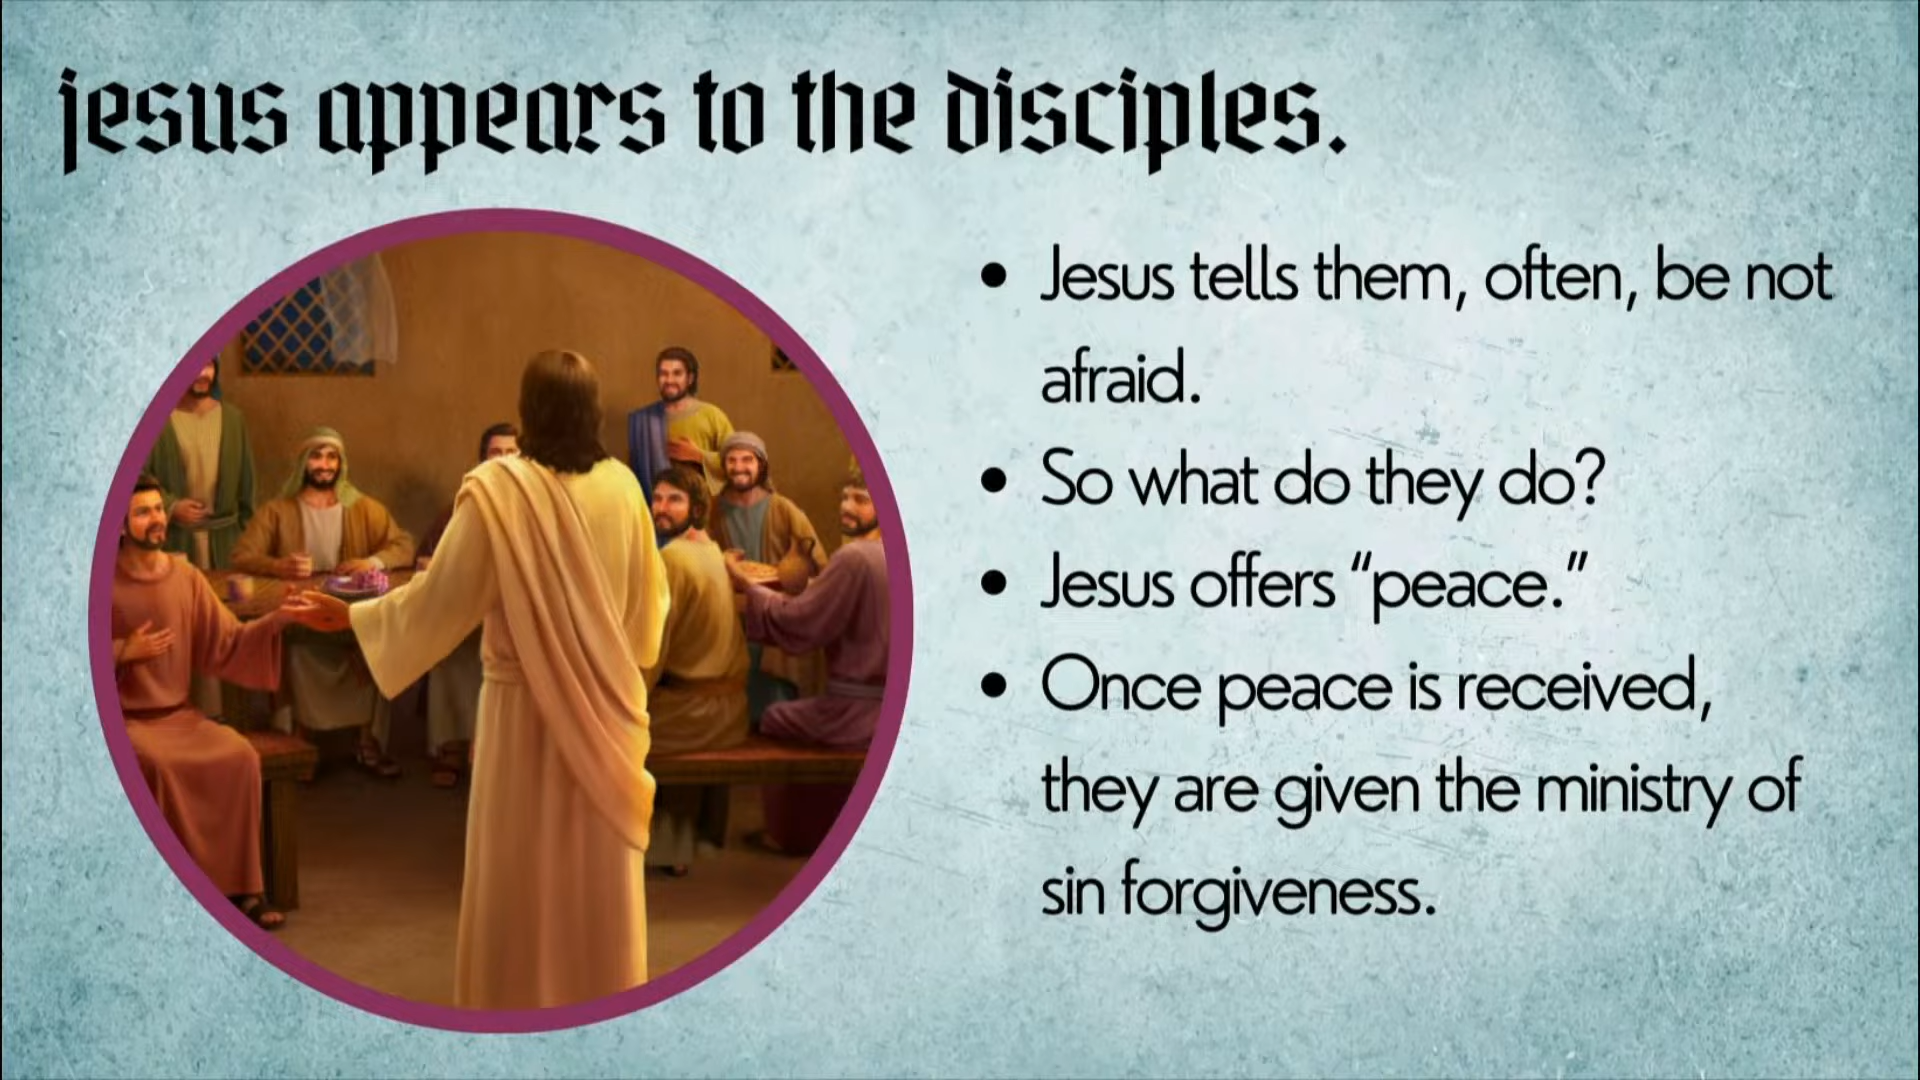 jesus appears to the disciples.
• Jesus tells them, often, be not
afraid.
• So what do they do?
• Jesus offers “peace.”
• Once peace is received,
they are given the ministry of
sin forgiveness.